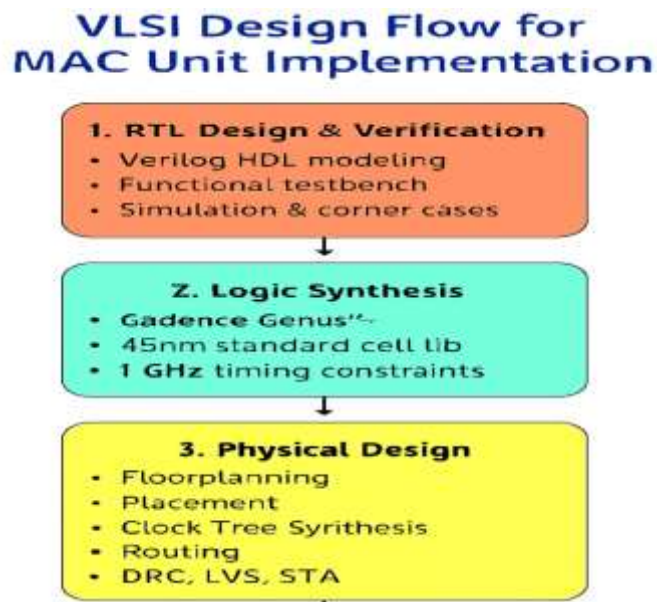 VLSI Design Flow for
MAC Unit Implementation
1. RTL Design & Verification
• Verilog HDL modeling
• Functional testbench
• Simulation & corner cases
Z. Logic Synthesis
• Gadence Genus"~
• 45nm standard cell lib
• 1 GHz timing constraints
3. Physical Design
• Floorplanning
• Placement
• Clock Tree Syrithesis
• Routing
• DRC, LVS, STA